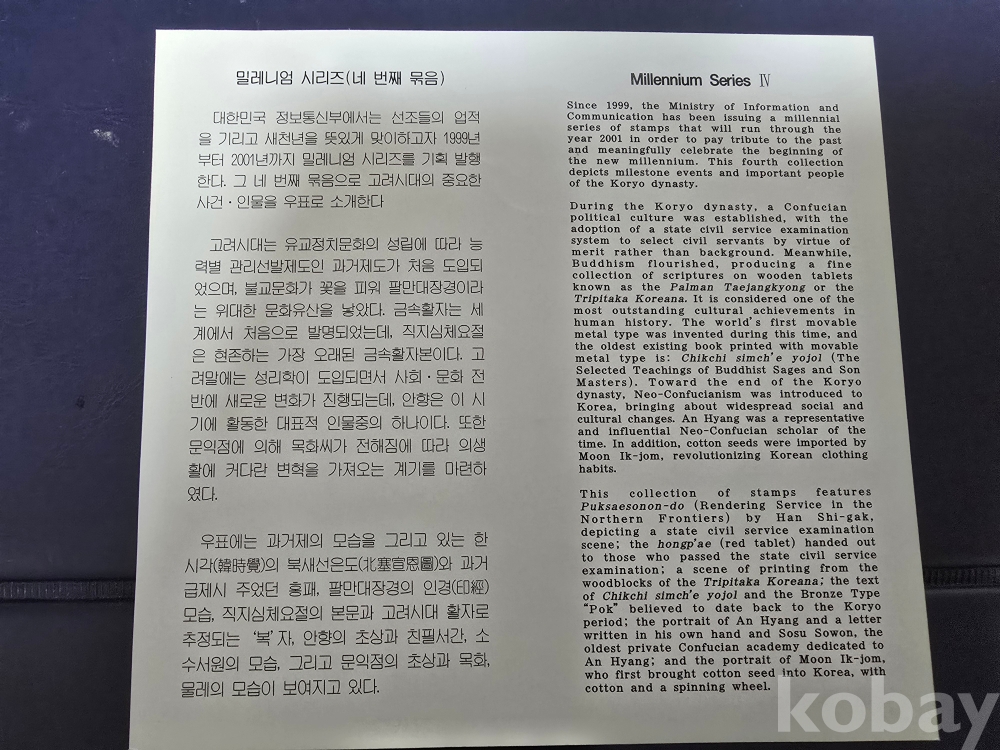 밀레니엄 시리즈(네 번째 묶음)
대한민국 정보통신부에서는 선조들의 업적
을 기리고 새천년을 뜻있게 맞이하고자 1999년
부터 2001년까지 밀레니엄 시리즈를 기획 발행
한다. 그 네 번째 묶음으로 고려시대의 중요한
사건·인물을 우표로 소개한다
고려시대는 유교정치문화의 성립에 따라 능
력별 관리선발제도인 과거제도가 처음 도입되
었으며, 불교문화가 꽃을 피워 팔만대장경이라
는 위대한 문화유산을 낳았다. 금속활자는 세
계에서 처음으로 발명되었는데, 직지심체요절
은 현존하는 가장 오래된 금속활자본이다. 고
려말에는 성리학이 도입되면서 사회·문화 전
반에 새로운 변화가 진행되는데, 안향은 이 시
기에 활동한 대표적 인물중의 하나이다. 또한
문익점에 의해 목화씨가 전해짐에 따라 의생
활에 커다란 변혁을 가져오는 계기를 마련하
였다.
우표에는 과거제의 모습을 그리고 있는 한
시각(韓時覺)의 북새선은도(北塞宣恩圖)와 과거
급제시 주었던 홍패, 팔만대장경의 인경(印經)
모습, 직지심체요절의 본문과 고려시대 활자로
추정되는 '복'자, 안향의 초상과 친필서간, 소
수서원의 모습, 그리고 문익점의 초상과 목화,
물레의 모습이 보여지고 있다.
Millennium Series Ⅳ
Since 1999, the Ministry of Information and
Communication has been issuing a millennial
series of stamps that will run through the
year 2001 in order to pay tribute to the past
and meaningfully celebrate the beginning of
the new millennium. This fourth collection
depicts milestone events and important people
of the Koryo dynasty.
During the Koryo dynasty, a Confucian
political culture was established, with the
adoption of a state civil service examination
system to select civil servants by virtue of
merit rather than background. Meanwhile,
Buddhism flourished, producing a fine
collection of scriptures on wooden tablets
known as the Palman Taejangkyong or the
Tripitaka Koreana. It is considered one of the
most outstanding cultural achievements in
human history. The world's first movable
metal type was invented during this time, and
the oldest existing book printed with movable
metal type is: Chikchi simch'e yojol (The
Selected Teachings of Buddhist Sages and Son
Masters). Toward the end of the Koryo
dynasty, Neo-Confucianism was introduced to
Korea, bringing about widespread social and
cultural changes. An Hyang was a representative
and influential Neo-Confucian scholar of the
time. In addition, cotton seeds were imported by
Moon Ik-jom, revolutionizing Korean clothing
habits.
This collection of stamps features
Puksaesonon-do (Rendering Service in the
Northern Frontiers) by Han Shi-gak,
depicting a state civil service examination
scene; the hongp'ae (red tablet) handed out
to those who passed the state civil service
examination; a scene of printing from the
woodblocks of the Tripitaka Koreana; the text
of Chikchi simch'e yojol and the Bronze Type
"Pok" believed to date back to the Koryo
period; the portrait of An Hyang and a letter
written in his own hand and Sosu Sowon, the
oldest private Confucian academy dedicated to
An Hyang; and the portrait of Moon Ik-jom,
who first brought cotton seed into Korea, with
cotton and a spinning wheel.
kobay